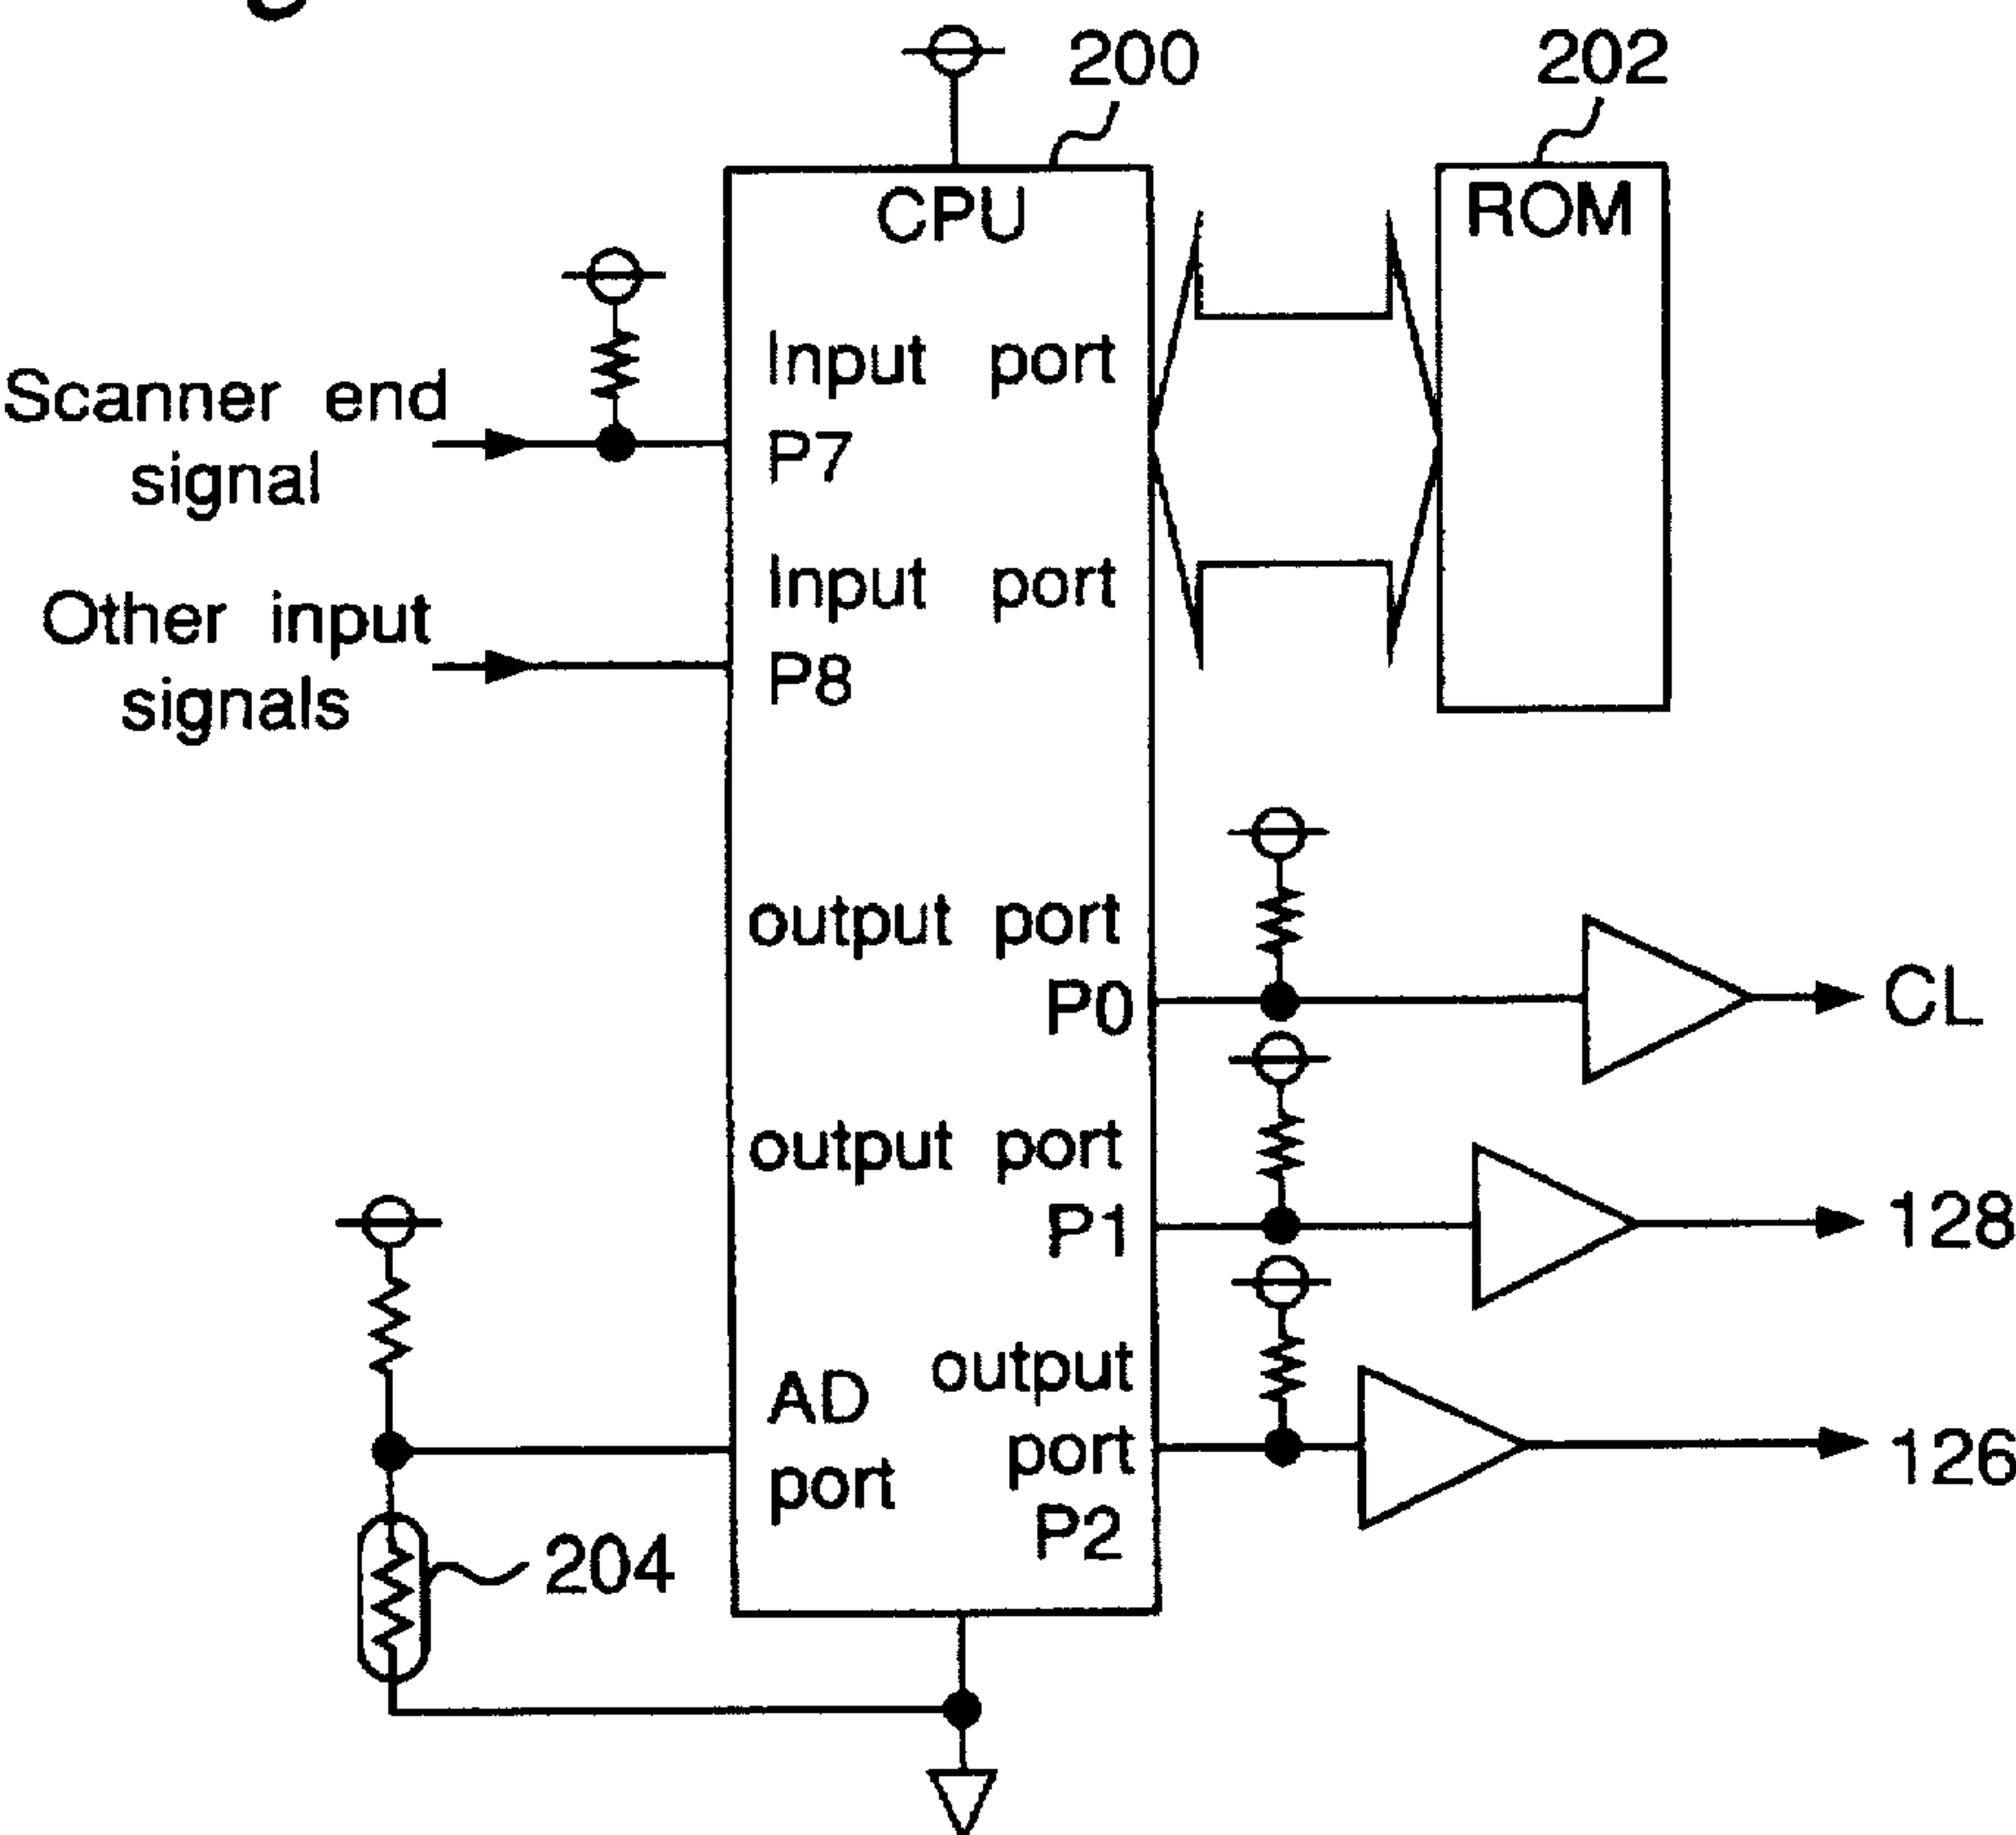 200
202
CPU
ROM
Input port
P7
Scanner end
signal
Input port
P8
Other input
signals
output port
P0
CL
output port
P1
128
output
port
P2
126
AD
port
204